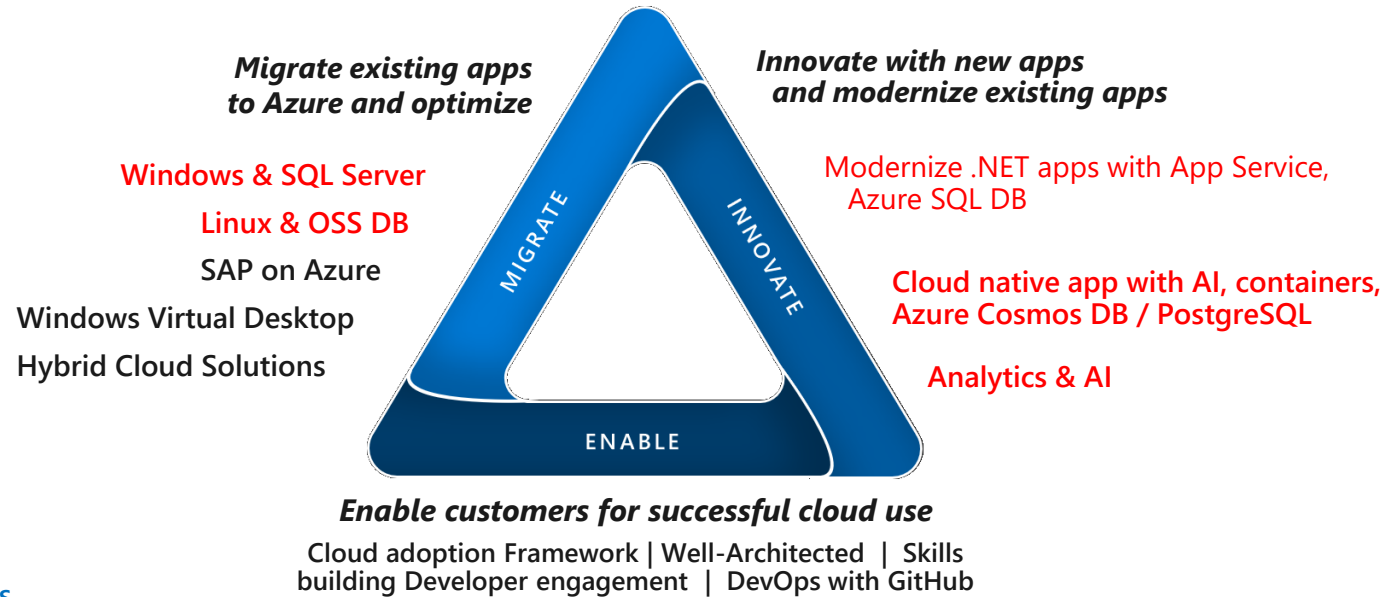 Migrate existing apps
to Azure and optimize
Innovate with new apps
and modernize existing apps
Windows & SQL Server
Linux & OSS DB
SAP on Azure
Windows Virtual Desktop
Hybrid Cloud Solutions
MIGRATE
INNOVATE
Modernize .NET apps with App Service,
Azure SQL DB
Cloud native app with AI, containers,
Azure Cosmos DB / PostgreSQL
Analytics & AI
ENABLE
Enable customers for successful cloud use
Cloud adoption Framework | Well-Architected | Skills
building Developer engagement | DevOps with GitHub